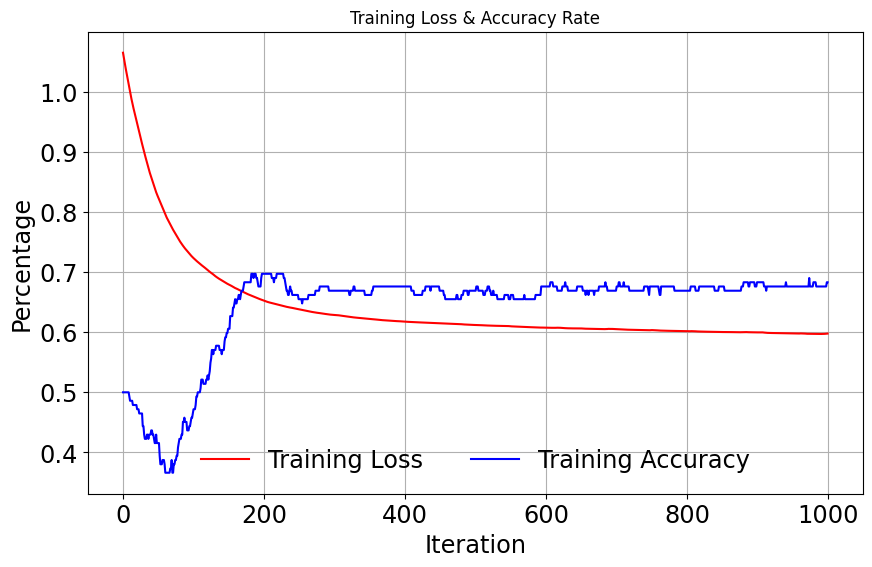 Training Loss & Accuracy Rate
1.0
0.9
0.8
0.7
0.6
0.5
0.4
Percentage
Training Loss
Training Accuracy
0 200 400 600 800 1000
Iteration